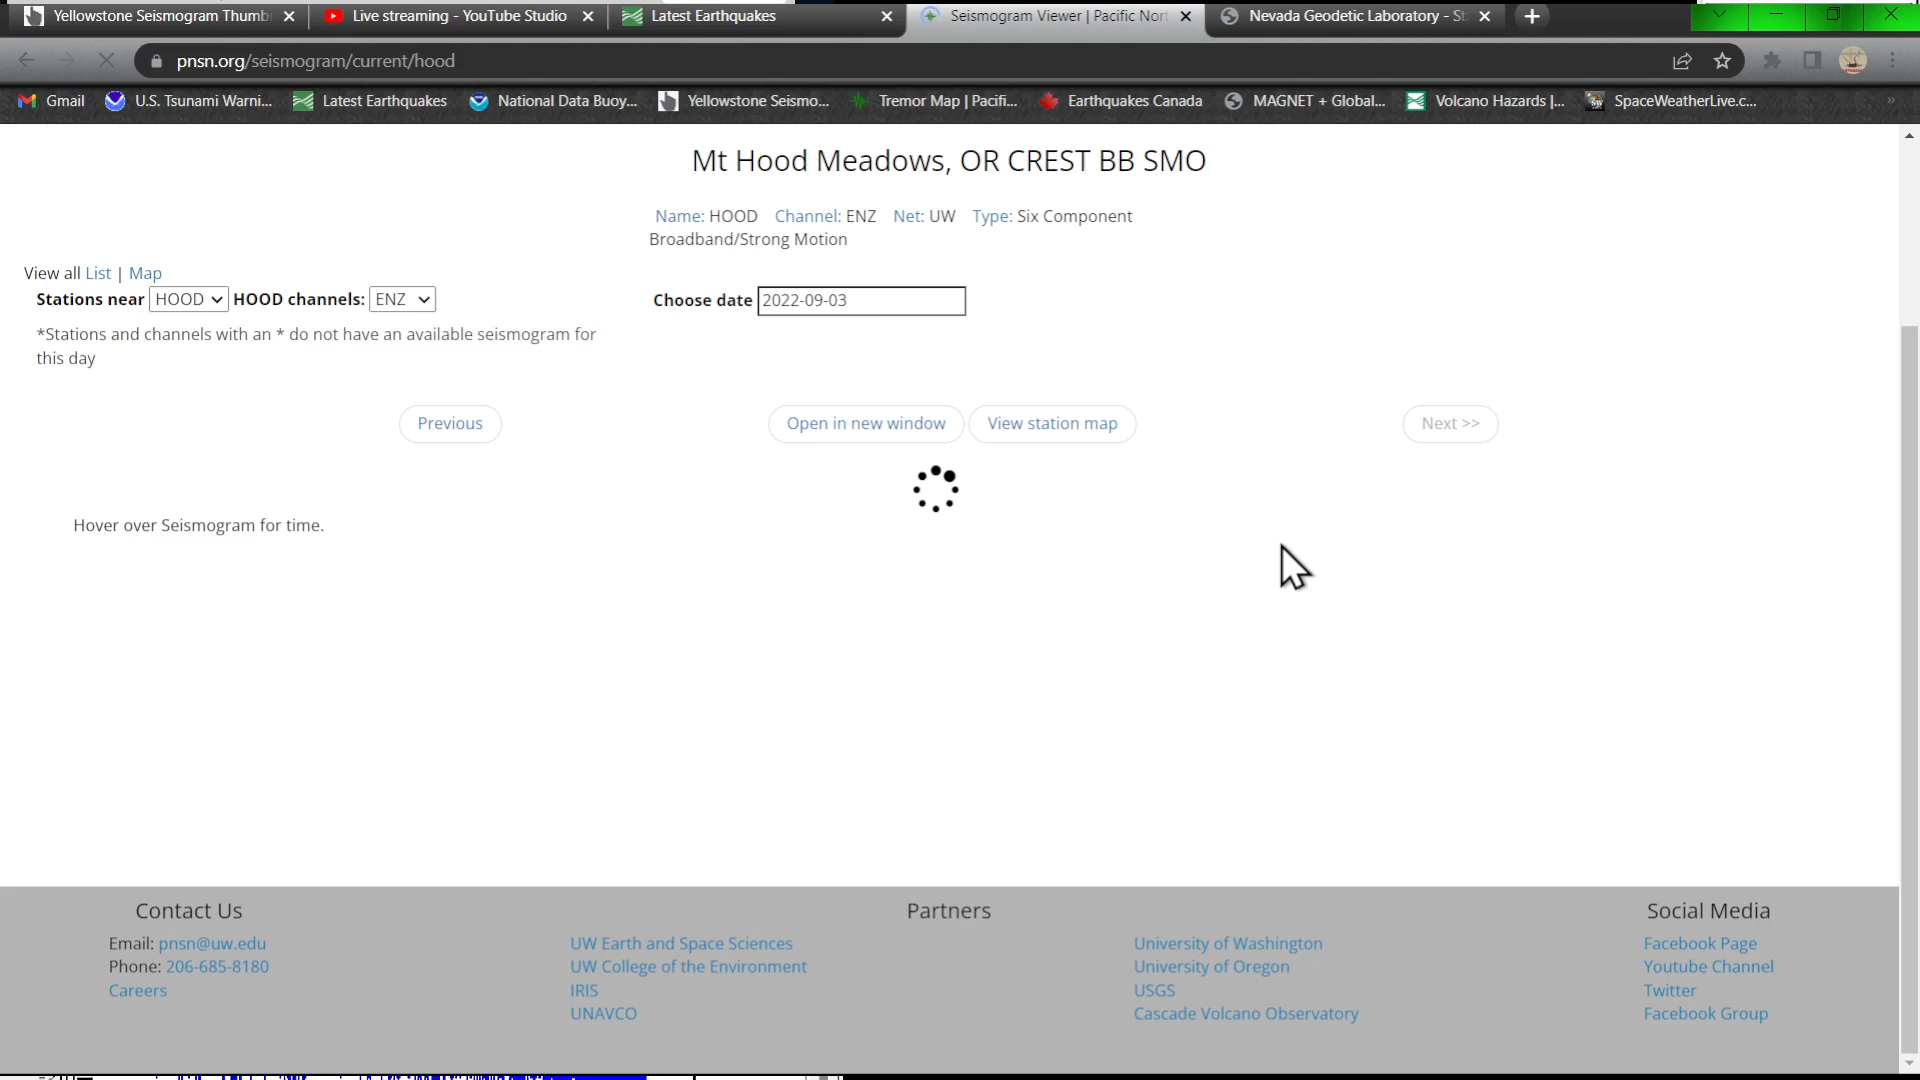 Yellowstone Seismogram Thumb
Live streaming - YouTube Studio
Latest Earthquakes
Seismogram Viewer | Pacific Nort
Nevada Geodetic Laboratory - St
pnsn.org/seismogram/current/hood
Gmail
U.S. Tsunami Warni...
Latest Earthquakes
National Data Buoy...
Yellowstone Seismo...
Tremor Map | Pacifi...
Earthquakes Canada
MAGNET + Global...
Volcano Hazards |...
SpaceWeatherLive.c...
»
Mt Hood Meadows, OR CREST BB SMO
Name: HOOD Channel: ENZ Net: UW Type: Six Component
Broadband/Strong Motion
View all List | Map
Stations near HOOD HOOD channels: ENZ
Choose date 2022-09-03
*Stations and channels with an * do not have an available seismogram for
this day
Previous
Open in new window
View station map
Next >>
Hover over Seismogram for time.
Contact Us
Email: pnsn@uw.edu
Phone: 206-685-8180
Careers
Partners
UW Earth and Space Sciences
UW College of the Environment
IRIS
UNAVCO
University of Washington
University of Oregon
USGS
Cascade Volcano Observatory
Social Media
Facebook Page
Youtube Channel
Twitter
Facebook Group